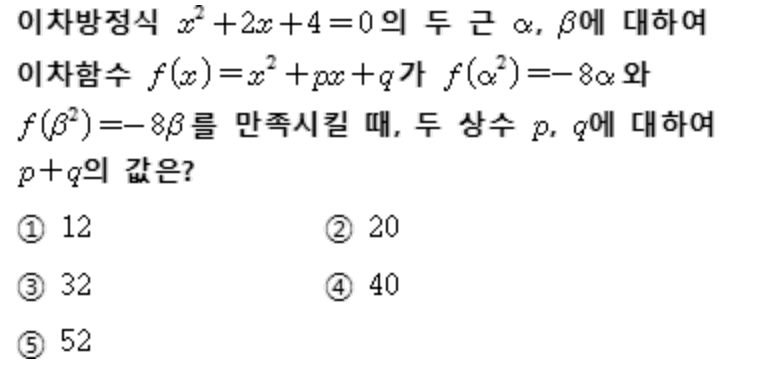 이차방정식 x²+2x+4=0의 두 근 α, β에 대하여
이차함수 f(x)=x²+px+q가 f(α²)=-8α와
f(β²)=-8β를 만족시킬 때, 두 상수 p, q에 대하여
p+q의 값은?
① 12 ② 20
③ 32 ④ 40
⑤ 52